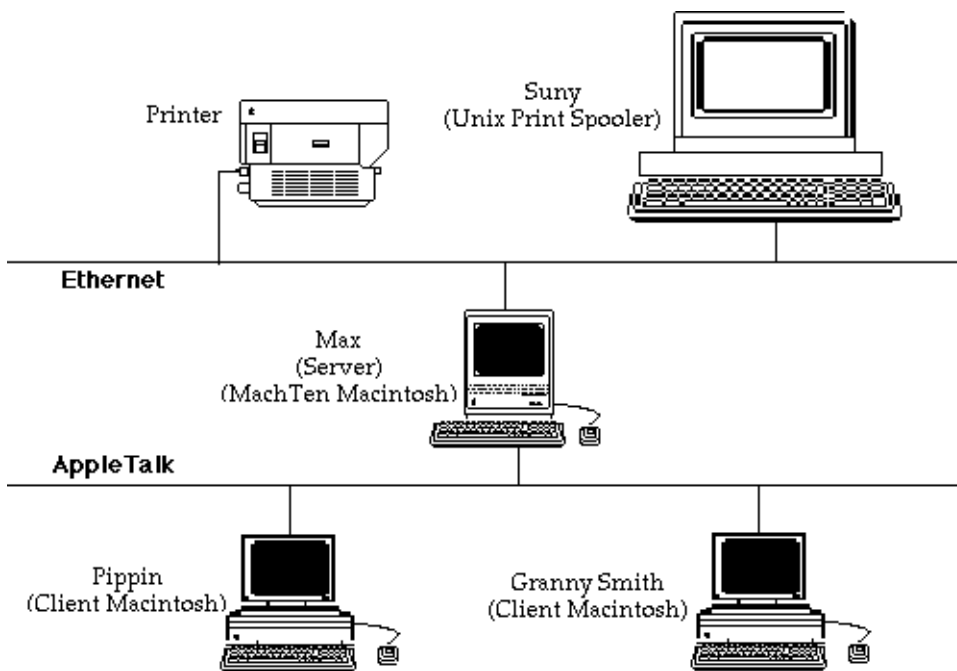 Printer
Suny
(Unix Print Spooler)
Ethernet
Max
(Server)
(MachTen Macintosh)
AppleTalk
Pippin
(Client Macintosh)
Granny Smith
(Client Macintosh)